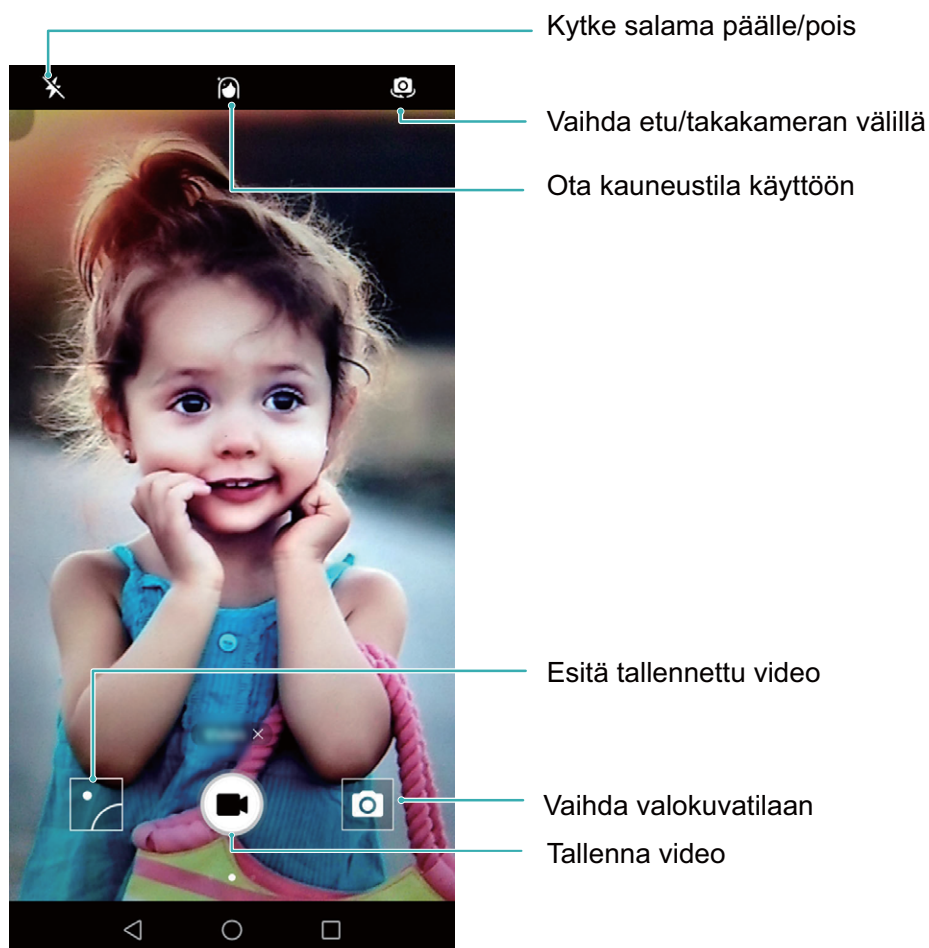 Kytke salama päälle/pois
Vaihda etu/takakameran välillä
Ota kauneustila käyttöön
Esitä tallennettu video
Vaihda valokuvatilaan
Tallenna video